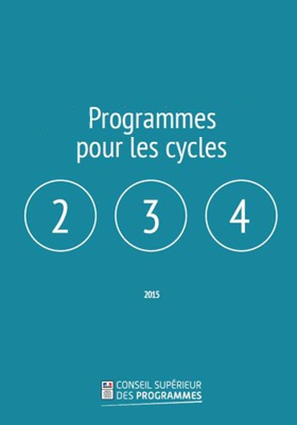 Programmes
pour les cycles
2 3 4
2015
CONSEIL SUPÉRIEUR
DES PROGRAMMES